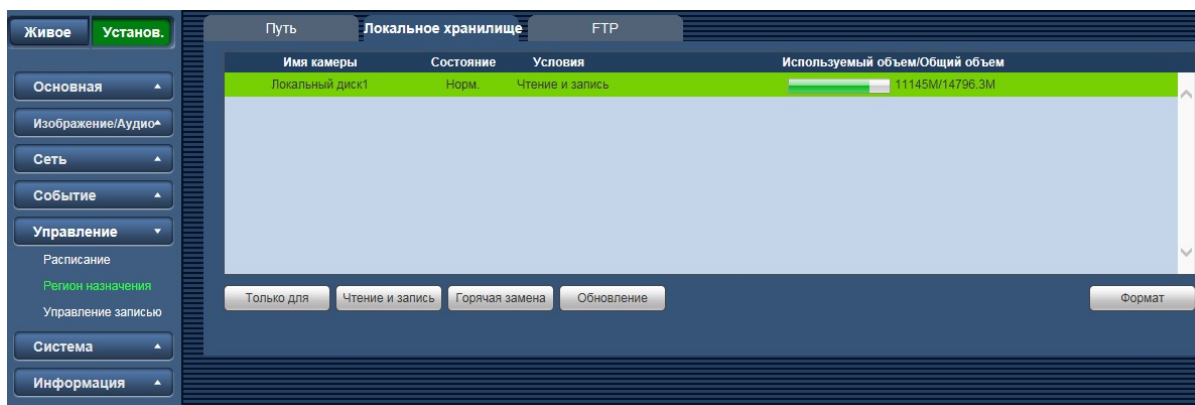 Живое Установ.
Путь Локальное хранилище FTP
Имя камеры Состояние Условия Используемый объем/Общий объем
Локальный диск1 Норм. Чтение и запись 11145M/14796.3M
Основная
Изображение/Аудио
Сеть
Событие
Управление
Расписание
Регион назначения
Управление записью
Система
Информация
Только для Чтение и запись Горячая замена Обновление Формат